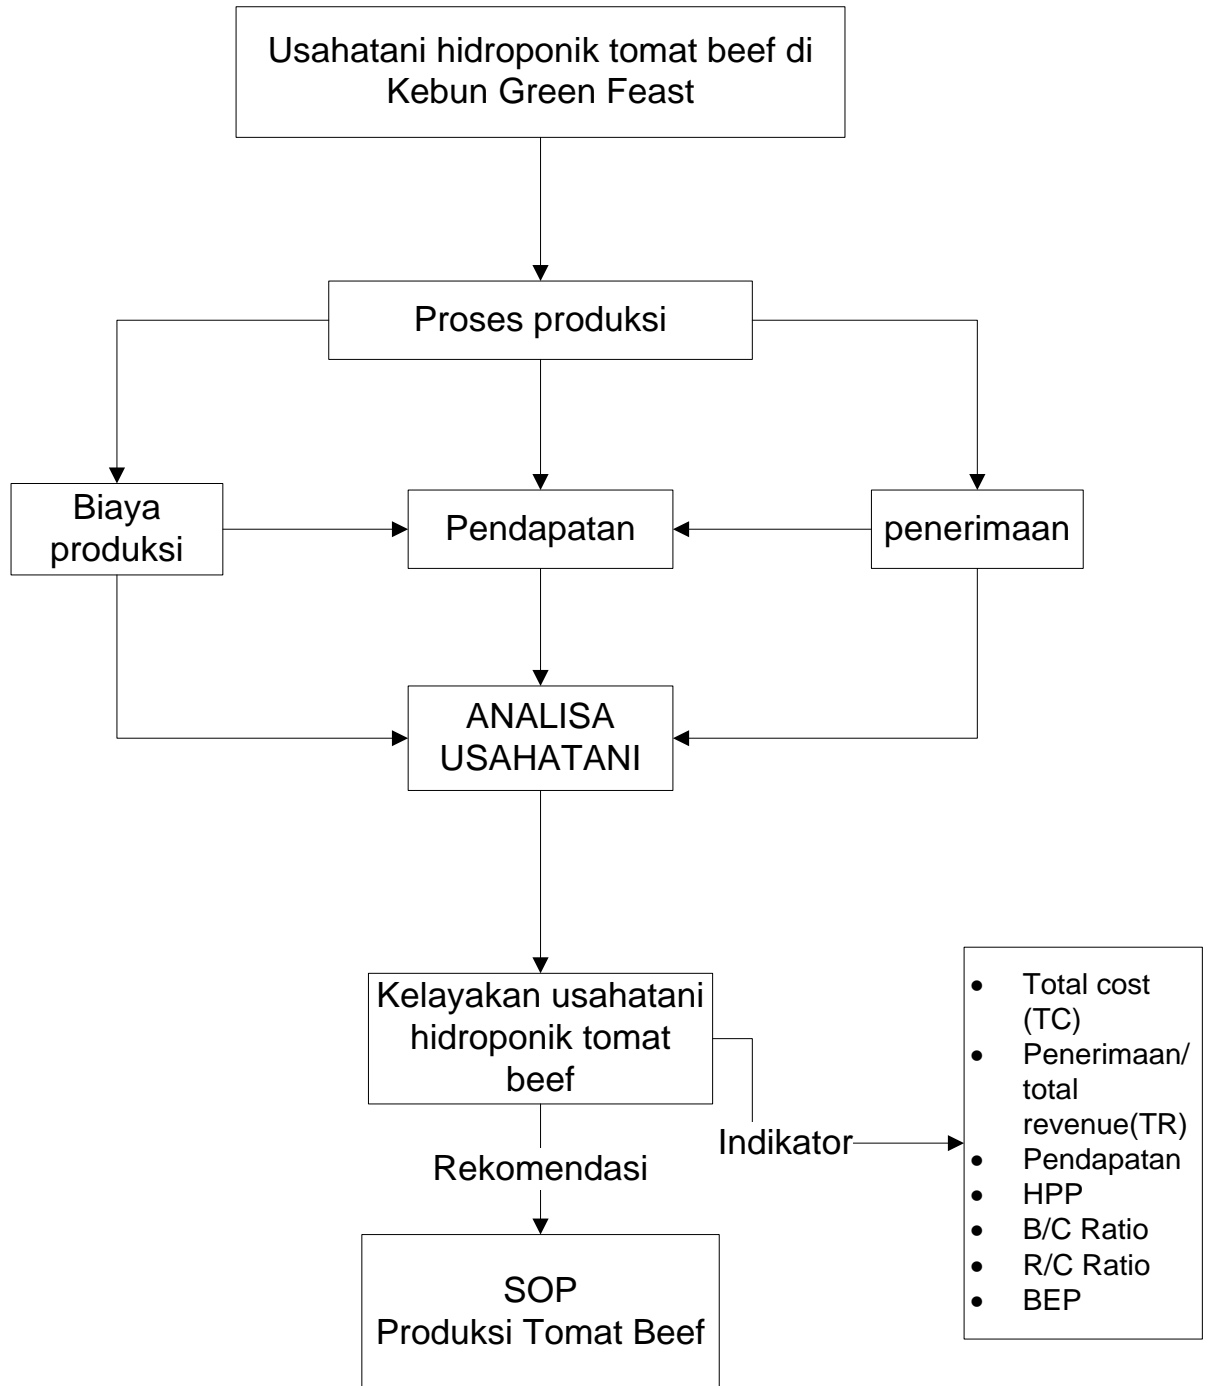 Usahatani hidroponik tomat beef di
Kebun Green Feast
Proses produksi
Biaya
produksi
Pendapatan
penerimaan
ANALISA
USAHATANI
Kelayakan usahatani
hidroponik tomat
beef
Indikator
• Total cost
(TC)
• Penerimaan/
total
revenue(TR)
• Pendapatan
• HPP
• B/C Ratio
• R/C Ratio
• BEP
Rekomendasi
SOP
Produksi Tomat Beef